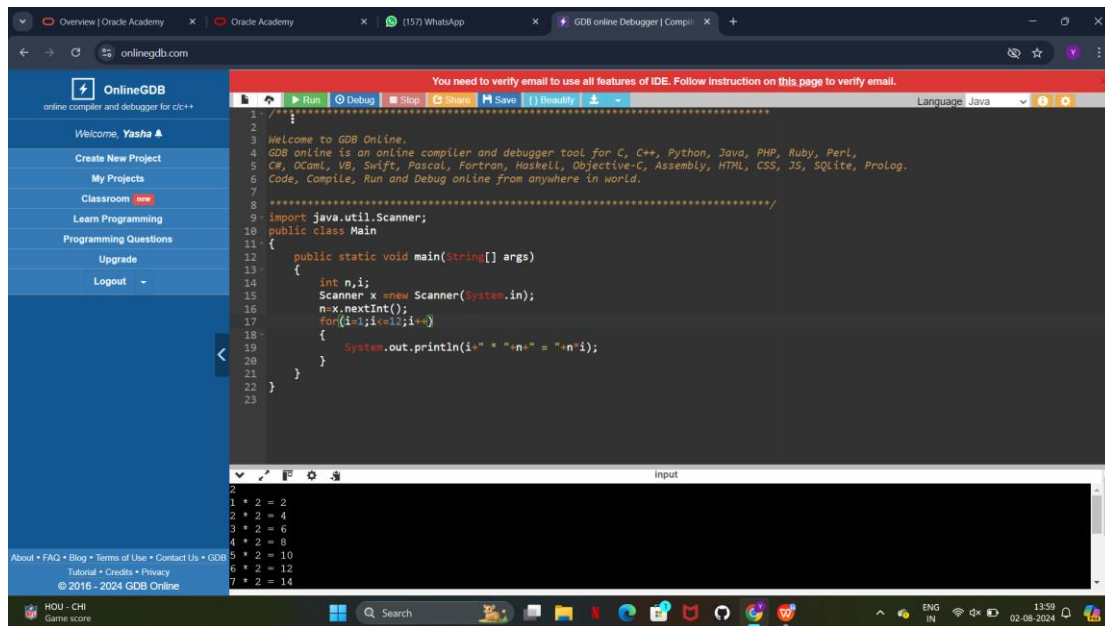 Overview | Oracle Academy
Oracle Academy
(157) WhatsApp
GDB online Debugger | Compil
onlinegdb.com
Y
OnlineGDB
online compiler and debugger for c/c++
Welcome, Yasha
Create New Project
My Projects
Classroom new
Learn Programming
Programming Questions
Upgrade
Logout
You need to verify email to use all features of IDE. Follow instruction on this page to verify email.
Run Debug Stop Share Save { } Beautify
Language Java
1 /******************************************************************************
2
3 Welcome to GDB Online.
4 GDB online is an online compiler and debugger tool for C, C++, Python, Java, PHP, Ruby, Perl,
5 C#, OCaml, VB, Swift, Pascal, Fortran, Haskell, Objective-C, Assembly, HTML, CSS, JS, SQLite, Prolog.
6 Code, Compile, Run and Debug online from anywhere in world.
7
8 *******************************************************************************/
9 import java.util.Scanner;
10 public class Main
11 {
12 public static void main(String[] args)
13 {
14 int n,i;
15 Scanner x =new Scanner(System.in);
16 n=x.nextInt();
17 for(i=1;i<=12;i++)
18 {
19 System.out.println(i+" * "+n+" = "+n*i);
20 }
21 }
22 }
23
input
2
1 * 2 = 2
2 * 2 = 4
3 * 2 = 6
4 * 2 = 8
5 * 2 = 10
6 * 2 = 12
7 * 2 = 14
About • FAQ • Blog • Terms of Use • Contact Us • GDB
Tutorial • Credits • Privacy
© 2016 - 2024 GDB Online
HOU - CHI
Game score
Search
ENG
IN
13:59
02-08-2024